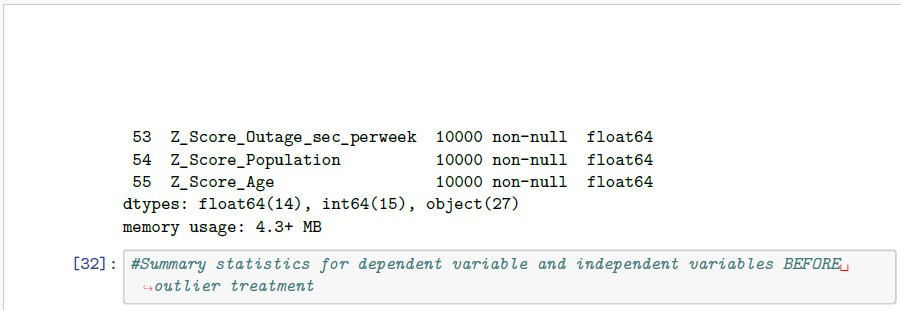 53  Z_Score_Outage_sec_perweek  10000 non-null  float64
54  Z_Score_Population          10000 non-null  float64
55  Z_Score_Age                 10000 non-null  float64
dtypes: float64(14), int64(15), object(27)
memory usage: 4.3+ MB
[32]: #Summary statistics for dependent variable and independent variables BEFORE␣
↪outlier treatment